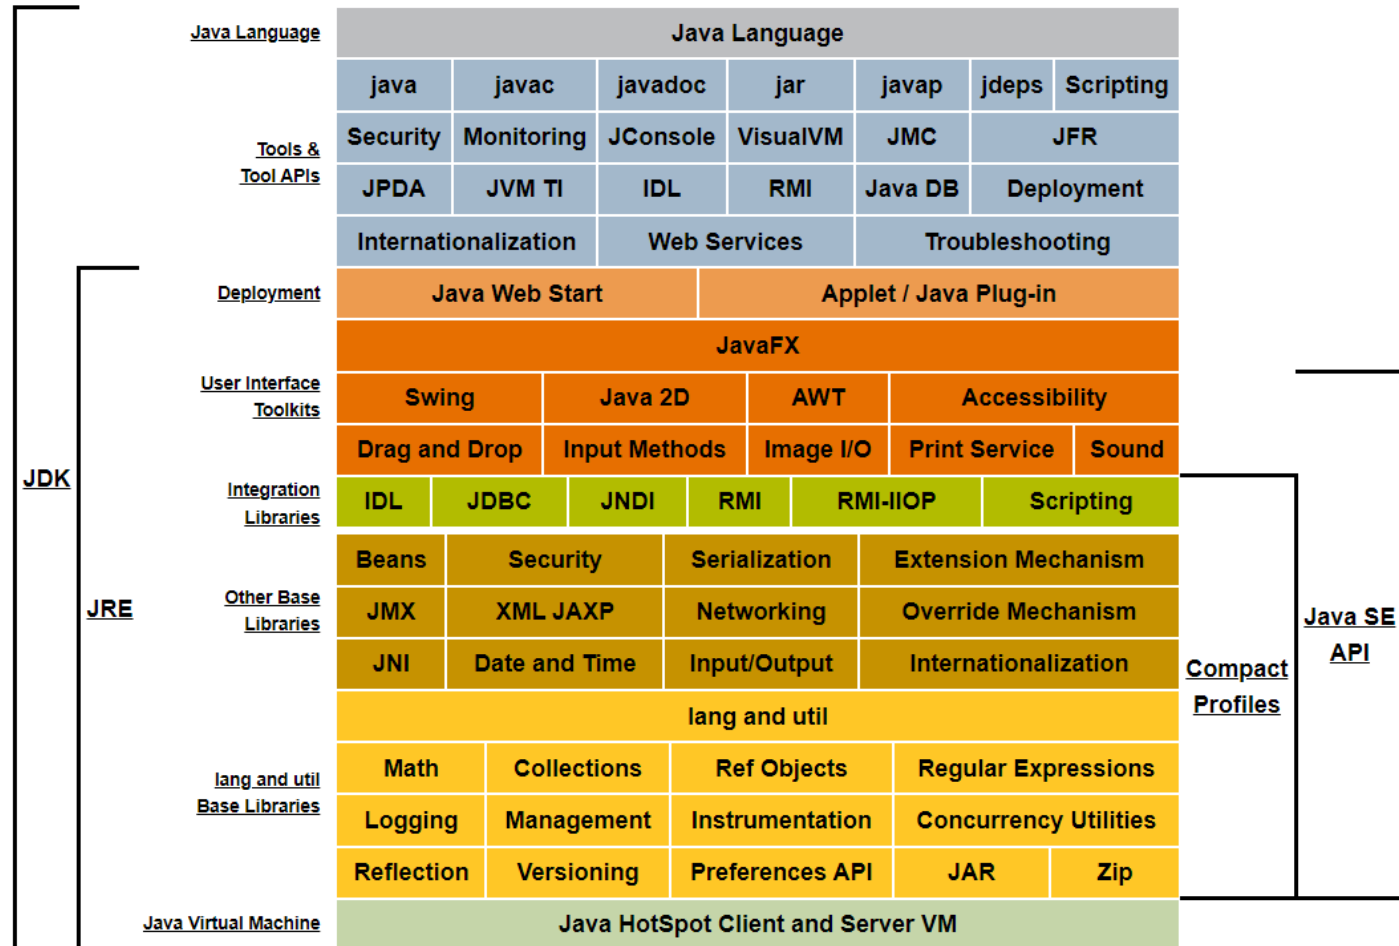 Java Language
Java Language
java javac javadoc jar javap jdeps Scripting
Tools &
Tool APIs
Security Monitoring JConsole VisualVM JMC JFR
JPDA JVM TI IDL RMI Java DB Deployment
Internationalization Web Services Troubleshooting
Deployment
Java Web Start Applet / Java Plug-in
JavaFX
User Interface
Toolkits
Swing Java 2D AWT Accessibility
Drag and Drop Input Methods Image I/O Print Service Sound
JDK
Integration
Libraries
IDL JDBC JNDI RMI RMI-IIOP Scripting
JRE
Other Base
Libraries
Beans Security Serialization Extension Mechanism
JMX XML JAXP Networking Override Mechanism
JNI Date and Time Input/Output Internationalization
Java SE
API
Compact
Profiles
lang and util
lang and util
Base Libraries
Math Collections Ref Objects Regular Expressions
Logging Management Instrumentation Concurrency Utilities
Reflection Versioning Preferences API JAR Zip
Java Virtual Machine
Java HotSpot Client and Server VM